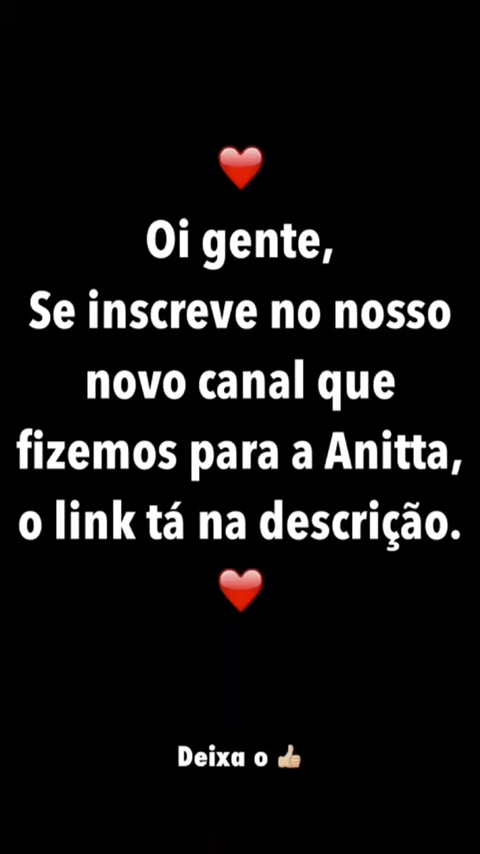 ❤️
Oi gente,
Se inscreve no nosso
novo canal que
fizemos para a Anitta,
o link tá na descrição.
❤️
Deixa o 👍🏼